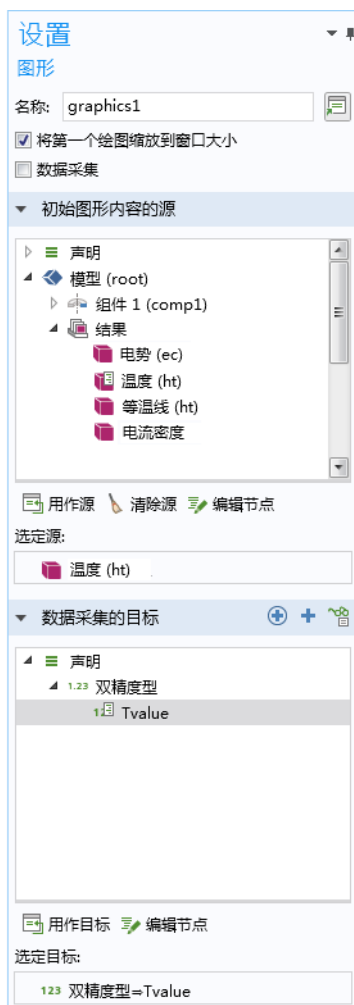 设置
图形
名称: graphics1
将第一个绘图缩放到窗口大小
数据采集
初始图形内容的源
声明
模型 (root)
组件 1 (comp1)
结果
电势 (ec)
温度 (ht)
等温线 (ht)
电流密度
用作源 清除源 编辑节点
选定源:
温度 (ht)
数据采集的目标
声明
1.23 双精度型
Tvalue
用作目标 编辑节点
选定目标:
123 双精度型⇒Tvalue